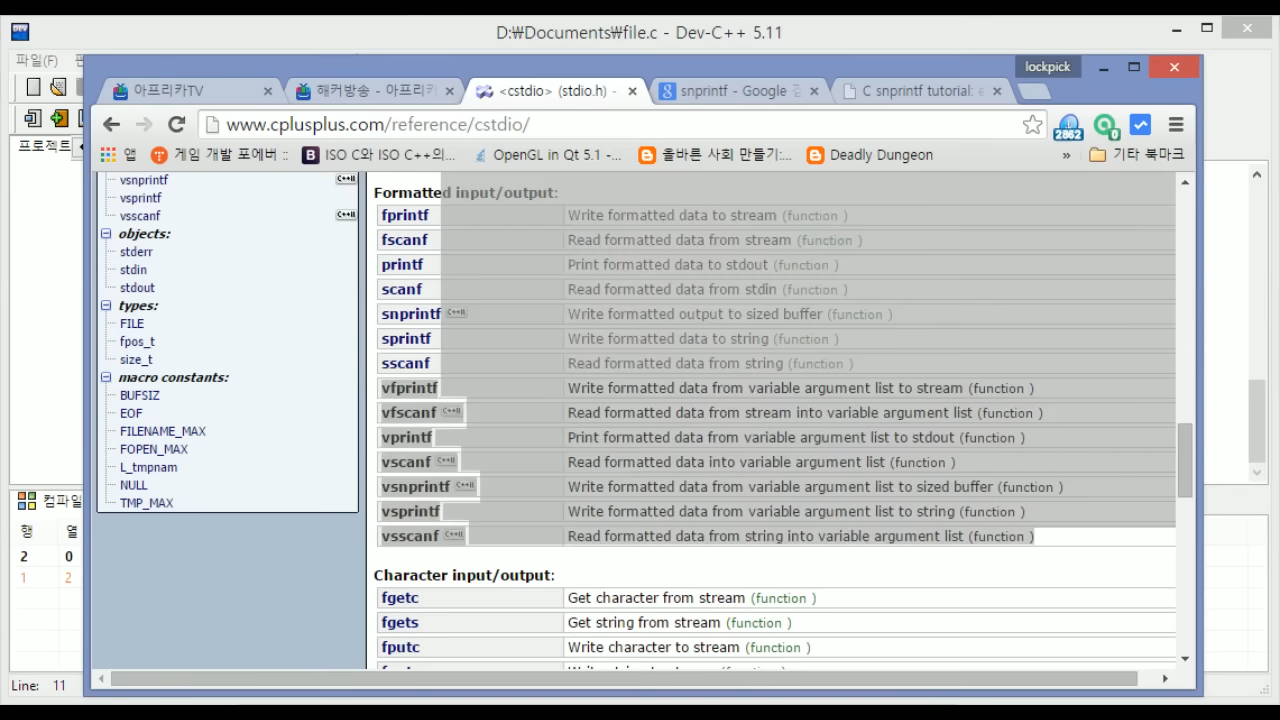 D:￦Documents￦file.c - Dev-C++ 5.11
파일(F)
lockpick
아프리카TV
해커방송 - 아프리키
<cstdio> (stdio.h) -
snprintf - Google
C snprintf tutorial: e
www.cplusplus.com/reference/cstdio/
2862
0
앱
게임 개발 포에버 ::
ISO C와 ISO C++의...
OpenGL in Qt 5.1 -...
올바른 사회 만들기:...
Deadly Dungeon
»
기타 북마크
프로젝트
vsnprintf C++11
vsprintf
vsscanf C++11
objects:
stderr
stdin
stdout
types:
FILE
fpos_t
size_t
macro constants:
BUFSIZ
EOF
FILENAME_MAX
FOPEN_MAX
L_tmpnam
NULL
TMP_MAX
Formatted input/output:
fprintf Write formatted data to stream (function )
fscanf Read formatted data from stream (function )
printf Print formatted data to stdout (function )
scanf Read formatted data from stdin (function )
snprintf C++11 Write formatted output to sized buffer (function )
sprintf Write formatted data to string (function )
sscanf Read formatted data from string (function )
vfprintf Write formatted data from variable argument list to stream (function )
vfscanf C++11 Read formatted data from stream into variable argument list (function )
vprintf Print formatted data from variable argument list to stdout (function )
vscanf C++11 Read formatted data into variable argument list (function )
vsnprintf C++11 Write formatted data from variable argument list to sized buffer (function )
vsprintf Write formatted data from variable argument list to string (function )
vsscanf C++11 Read formatted data from string into variable argument list (function )
Character input/output:
fgetc Get character from stream (function )
fgets Get string from stream (function )
fputc Write character to stream (function )
컴파일
행 열
2 0
1 2
Line: 11